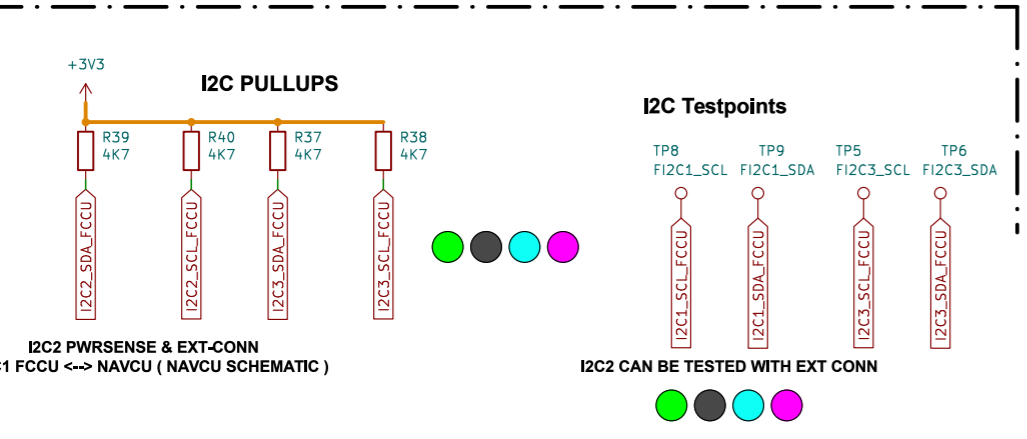 +3V3
I2C PULLUPS
R39
4K7
R40
4K7
R37
4K7
R38
4K7
I2C2_SDA_FCCU
I2C2_SCL_FCCU
I2C3_SDA_FCCU
I2C3_SCL_FCCU
I2C2 PWRSENSE & EXT-CONN
C1 FCCU <--> NAVCU ( NAVCU SCHEMATIC )
I2C Testpoints
TP8
FI2C1_SCL
TP9
FI2C1_SDA
TP5
FI2C3_SCL
TP6
FI2C3_SDA
I2C1_SCL_FCCU
I2C1_SDA_FCCU
I2C3_SCL_FCCU
I2C3_SDA_FCCU
I2C2 CAN BE TESTED WITH EXT CONN